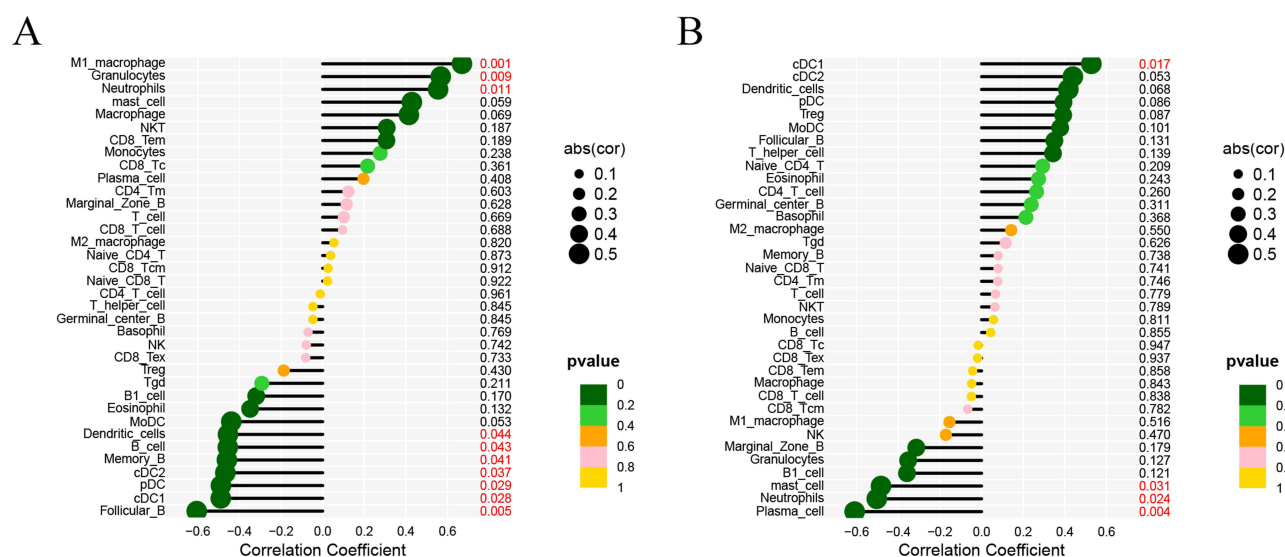 A
M1_macrophage 0.001
Granulocytes 0.009
Neutrophils 0.011
mast_cell 0.059
Macrophage 0.069
NKT 0.187
CD8_Tem 0.189
Monocytes 0.238
CD8_Tc 0.361
Plasma_cell 0.408
CD4_Tm 0.603
Marginal_Zone_B 0.628
T_cell 0.669
CD8_T_cell 0.688
M2_macrophage 0.820
Naive_CD4_T 0.873
CD8_Tcm 0.912
Naive_CD8_T 0.922
CD4_T_cell 0.961
T_helper_cell 0.845
Germinal_center_B 0.845
Basophil 0.769
NK 0.742
CD8_Tex 0.733
Treg 0.430
Tgd 0.211
B1_cell 0.170
Eosinophil 0.132
MoDC 0.053
Dendritic_cells 0.044
B_cell 0.043
Memory_B 0.041
cDC2 0.037
pDC 0.029
cDC1 0.028
Follicular_B 0.005
−0.6 −0.4 −0.2 0.0 0.2 0.4 0.6
Correlation Coefficient
abs(cor)
0.1
0.2
0.3
0.4
0.5
pvalue
0
0.2
0.4
0.6
0.8
1
B
cDC1 0.017
cDC2 0.053
Dendritic_cells 0.068
pDC 0.086
Treg 0.087
MoDC 0.101
Follicular_B 0.131
T_helper_cell 0.139
Naive_CD4_T 0.209
Eosinophil 0.243
CD4_T_cell 0.260
Germinal_center_B 0.311
Basophil 0.368
M2_macrophage 0.550
Tgd 0.626
Memory_B 0.738
Naive_CD8_T 0.741
CD4_Tm 0.746
T_cell 0.779
NKT 0.789
Monocytes 0.811
B_cell 0.855
CD8_Tc 0.947
CD8_Tex 0.937
CD8_Tem 0.858
Macrophage 0.843
CD8_T_cell 0.838
CD8_Tcm 0.782
M1_macrophage 0.516
NK 0.470
Marginal_Zone_B 0.179
Granulocytes 0.127
B1_cell 0.121
mast_cell 0.031
Neutrophils 0.024
Plasma_cell 0.004
−0.6 −0.4 −0.2 0.0 0.2 0.4 0.6
Correlation Coefficient
abs(cor)
0.1
0.2
0.3
0.4
0.5
pvalue
0
0.
0.
0.
0.
1